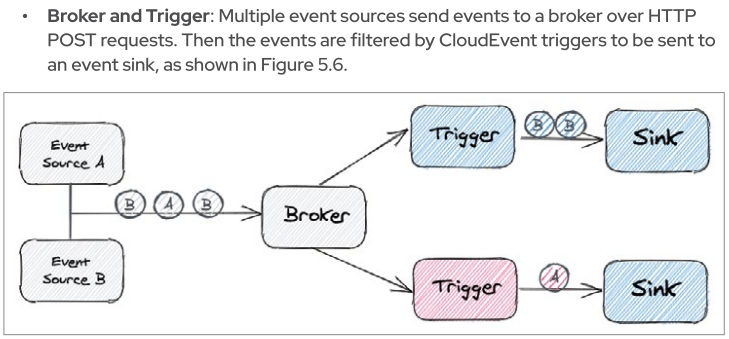 • Broker and Trigger: Multiple event sources send events to a broker over HTTP
POST requests. Then the events are filtered by CloudEvent triggers to be sent to
an event sink, as shown in Figure 5.6.
Event
Source A
Event
Source B
B A B
Broker
Trigger
B B
Sink
Trigger
A
Sink